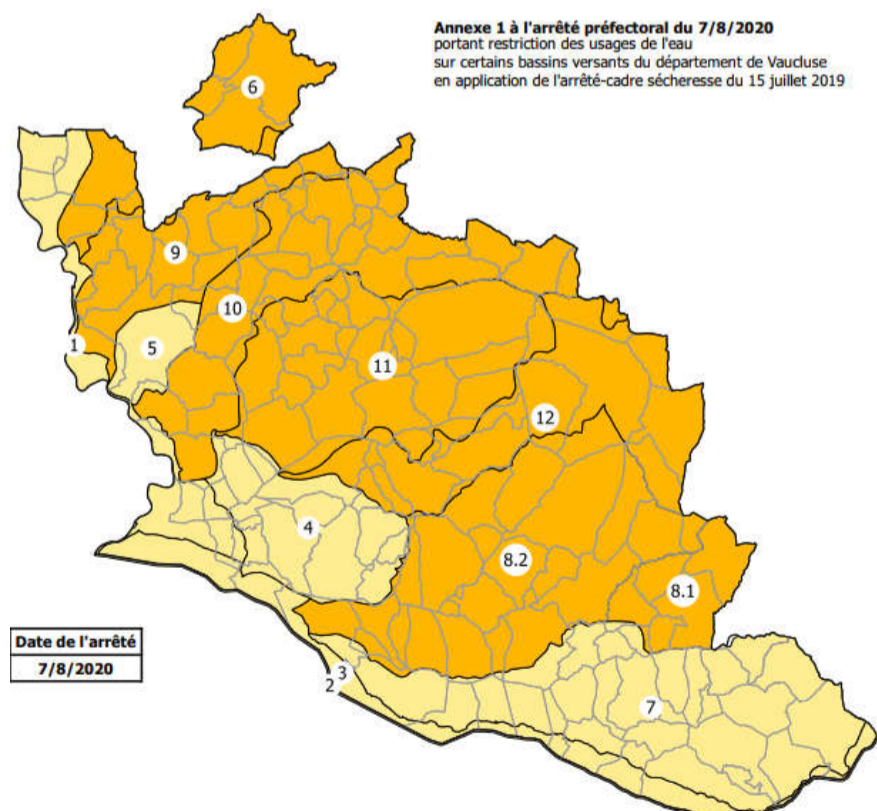 Annexe 1 à l'arrêté préfectoral du 7/8/2020
portant restriction des usages de l'eau
sur certains bassins versants du département de Vaucluse
en application de l'arrêté-cadre sécheresse du 15 juillet 2019
6
9
10
1
5
11
12
4
8.2
8.1
Date de l'arrêté
7/8/2020
3
2
7